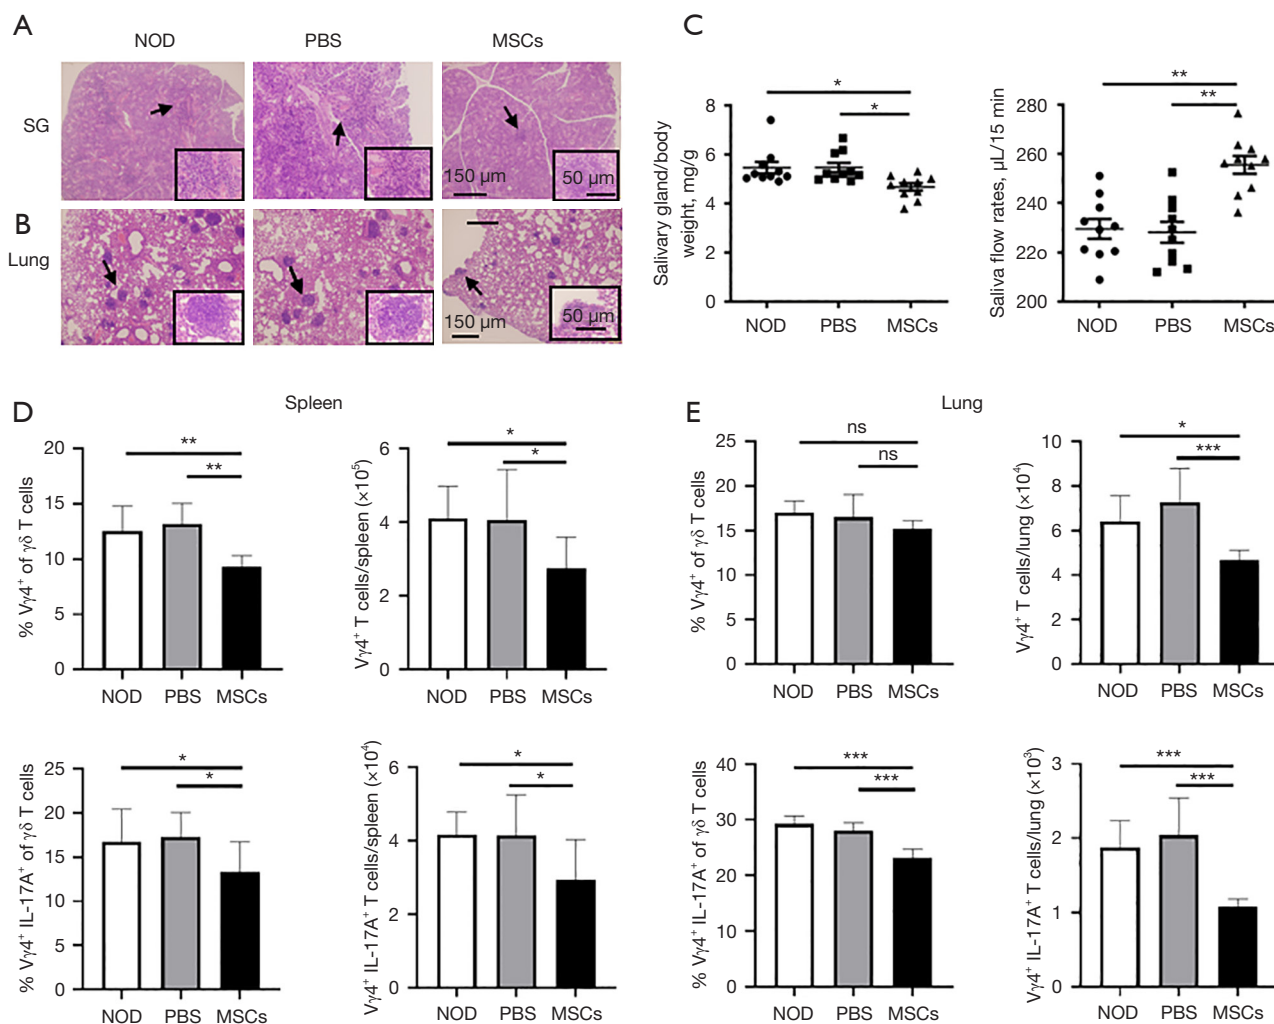 A
NOD PBS MSCs
SG
150 µm 50 µm
B
Lung
150 µm 50 µm
C
Salivary gland/body
weight, mg/g
8
6
4
2
0
*
*
NOD PBS MSCs
Saliva flow rates, µL/15 min
280
260
240
220
200
**
**
NOD PBS MSCs
D
Spleen
% Vγ4⁺ of γδ T cells
20
15
10
5
0
**
**
NOD PBS MSCs
Vγ4⁺ T cells/spleen (×10⁵)
6
4
2
0
*
*
NOD PBS MSCs
% Vγ4⁺ IL-17A⁺ of γδ T cells
25
20
15
10
5
0
*
*
NOD PBS MSCs
Vγ4⁺ IL-17A⁺ T cells/spleen (×10⁴)
6
4
2
0
*
*
NOD PBS MSCs
E
Lung
% Vγ4⁺ of γδ T cells
25
20
15
10
5
0
ns
ns
NOD PBS MSCs
Vγ4⁺ T cells/lung (×10⁴)
10
8
6
4
2
0
*
***
NOD PBS MSCs
% Vγ4⁺ IL-17A⁺ of γδ T cells
40
30
20
10
0
***
***
NOD PBS MSCs
Vγ4⁺ IL-17A⁺ T cells/lung (×10³)
3
2
1
0
***
***
NOD PBS MSCs